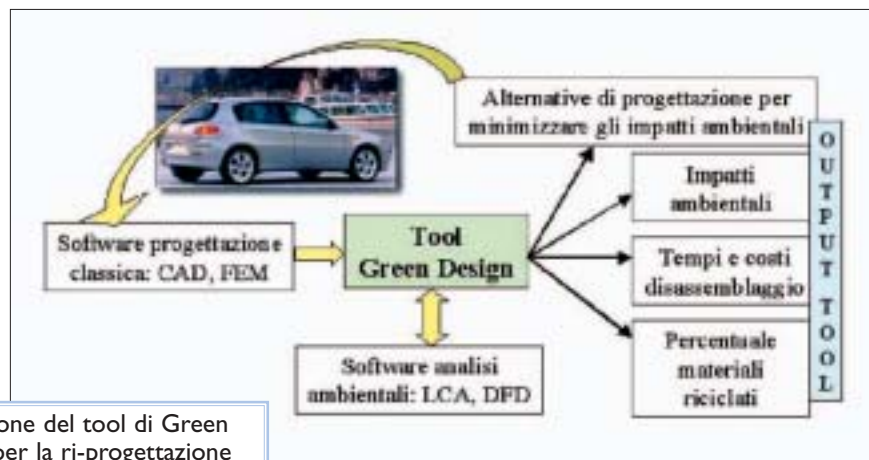 Alternative di progettazione per
minimizzare gli impatti ambientali
Impatti
ambientali
Software progettazione
classica: CAD, FEM
Tool
Green Design
Tempi e costi
disassemblaggio
Software analisi
ambientali: LCA, DFD
Percentuale
materiali
riciclati
OUTPUT TOOL
one del tool di Green
per la ri-progettazione